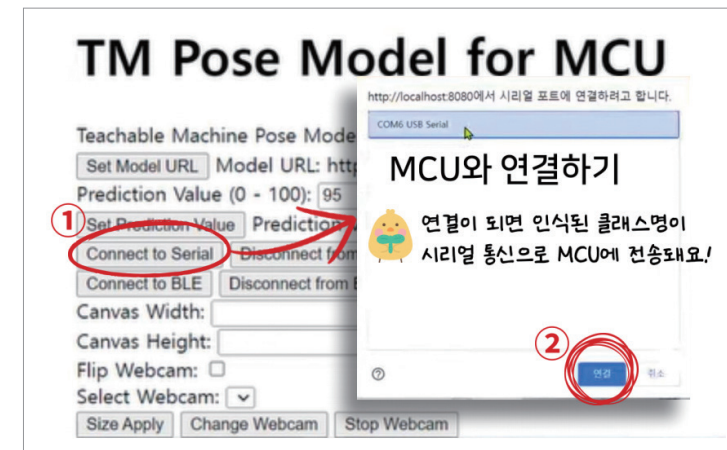 TM Pose Model for MCU
Teachable Machine Pose Mode
Set Model URL Model URL: htt
Prediction Value (0 - 100): 95
① Set Prediction Value Prediction
Connect to Serial Disconnect from
Connect to BLE Disconnect from B
Canvas Width:
Canvas Height:
Flip Webcam:
Select Webcam:
Size Apply Change Webcam Stop Webcam
http://localhost:8080에서 시리얼 포트에 연결하려고 합니다.
COM6 USB Serial
MCU와 연결하기
연결이 되면 인식된 클래스명이
시리얼 통신으로 MCU에 전송돼요!
②
연결 취소